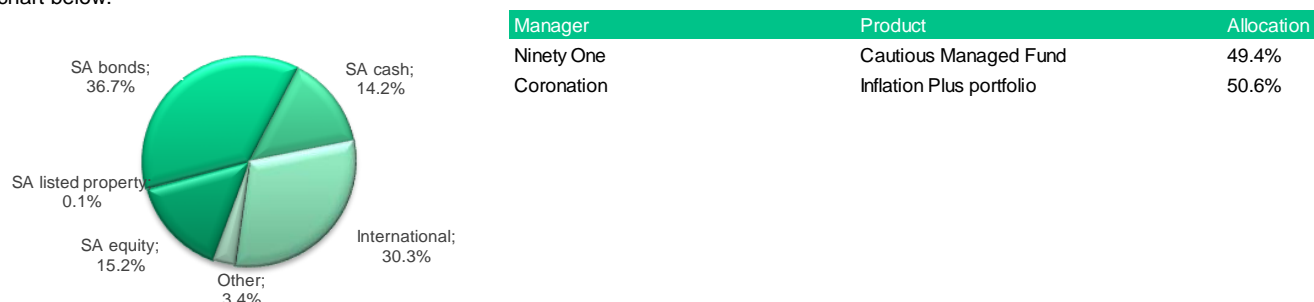 chart below.
Manager Product Allocation
Ninety One Cautious Managed Fund 49.4%
Coronation Inflation Plus portfolio 50.6%
SA bonds;
36.7%
SA cash;
14.2%
SA listed property;
0.1%
SA equity;
15.2%
Other;
3.4%
International;
30.3%